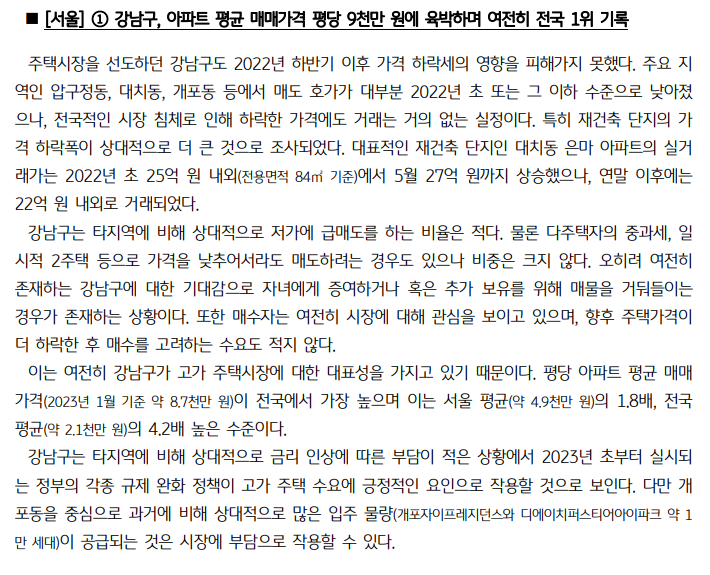 ■ [서울] ① 강남구, 아파트 평균 매매가격 평당 9천만 원에 육박하며 여전히 전국 1위 기록
주택시장을 선도하던 강남구도 2022년 하반기 이후 가격 하락세의 영향을 피해가지 못했다. 주요 지
역인 압구정동, 대치동, 개포동 등에서 매도 호가가 대부분 2022년 초 또는 그 이하 수준으로 낮아졌
으나, 전국적인 시장 침체로 인해 하락한 가격에도 거래는 거의 없는 실정이다. 특히 재건축 단지의 가
격 하락폭이 상대적으로 더 큰 것으로 조사되었다. 대표적인 재건축 단지인 대치동 은마 아파트의 실거
래가는 2022년 초 25억 원 내외(전용면적 84㎡ 기준)에서 5월 27억 원까지 상승했으나, 연말 이후에는
22억 원 내외로 거래되었다.
강남구는 타지역에 비해 상대적으로 저가에 급매도를 하는 비율은 적다. 물론 다주택자의 중과세, 일
시적 2주택 등으로 가격을 낮추어서라도 매도하려는 경우도 있으나 비중은 크지 않다. 오히려 여전히
존재하는 강남구에 대한 기대감으로 자녀에게 증여하거나 혹은 추가 보유를 위해 매물을 거둬들이는
경우가 존재하는 상황이다. 또한 매수자는 여전히 시장에 대해 관심을 보이고 있으며, 향후 주택가격이
더 하락한 후 매수를 고려하는 수요도 적지 않다.
이는 여전히 강남구가 고가 주택시장에 대한 대표성을 가지고 있기 때문이다. 평당 아파트 평균 매매
가격(2023년 1월 기준 약 8.7천만 원)이 전국에서 가장 높으며 이는 서울 평균(약 4.9천만 원)의 1.8배, 전국
평균(약 2.1천만 원)의 4.2배 높은 수준이다.
강남구는 타지역에 비해 상대적으로 금리 인상에 따른 부담이 적은 상황에서 2023년 초부터 실시되
는 정부의 각종 규제 완화 정책이 고가 주택 수요에 긍정적인 요인으로 작용할 것으로 보인다. 다만 개
포동을 중심으로 과거에 비해 상대적으로 많은 입주 물량(개포자이프레지던스와 디에이치퍼스티어아이파크 약 1
만 세대)이 공급되는 것은 시장에 부담으로 작용할 수 있다.